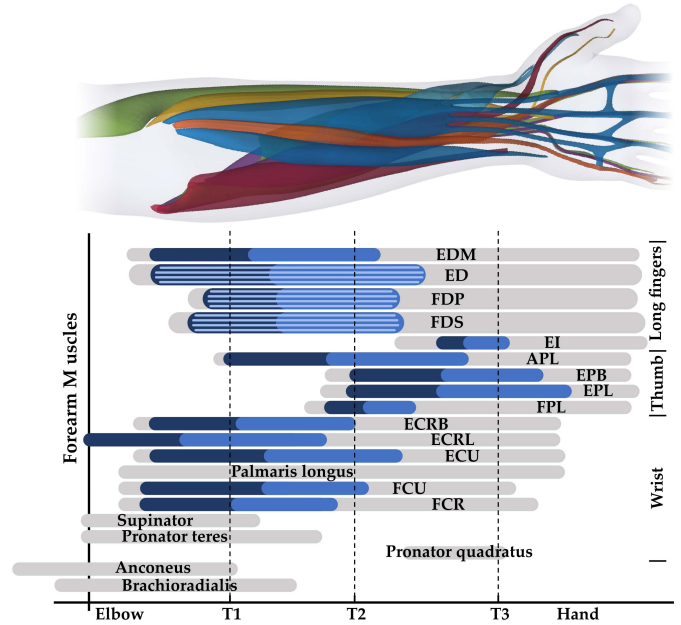 Forearm M uscles
EDM
ED
FDP
FDS
EI
APL
EPB
EPL
FPL
ECRB
ECRL
ECU
Palmaris longus
FCU
FCR
Supinator
Pronator teres
Pronator quadratus
Anconeus
Brachioradialis
Long fingers
Thumb
Wrist
Elbow T1 T2 T3 Hand